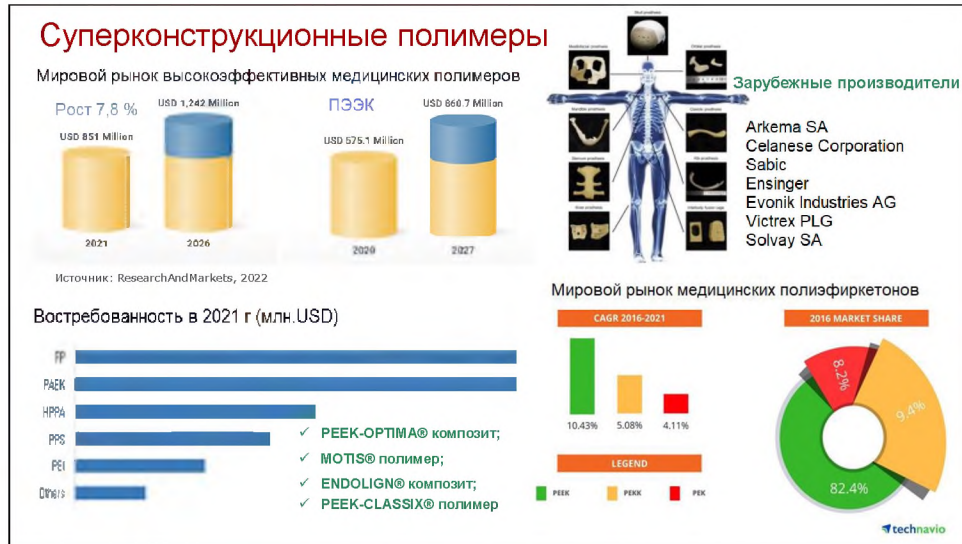 Суперконструкционные полимеры
Мировой рынок высокоэффективных медицинских полимеров
Рост 7,8 %
USD 1,242 Million
USD 851 Million
2021
2026
ПЭЭК
USD 860.7 Million
USD 575.1 Million
2020
2027
Источник: ResearchAndMarkets, 2022
Skull prosthesis
Зарубежные производители
Arkema SA
Celanese Corporation
Sabic
Ensinger
Evonik Industries AG
Victrex PLG
Solvay SA
Востребованность в 2021 г (млн.USD)
FP
PAEK
HPPA
PPS
PEI
Others
✓ PEEK-OPTIMA® композит;
✓ MOTIS® полимер;
✓ ENDOLIGN® композит;
✓ PEEK-CLASSIX® полимер
Мировой рынок медицинских полиэфиркетонов
CAGR 2016-2021
10.43%
5.08%
4.11%
LEGEND
PEEK
PEKK
PEK
2016 MARKET SHARE
8.2%
9.4%
82.4%
technavio